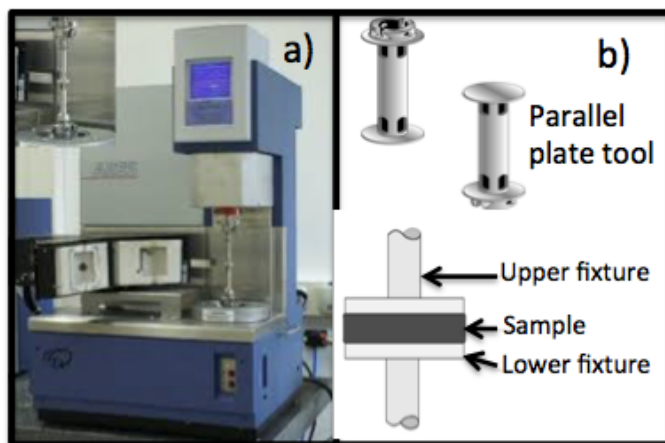 a)
b)
Parallel
plate tool
Upper fixture
Sample
Lower fixture